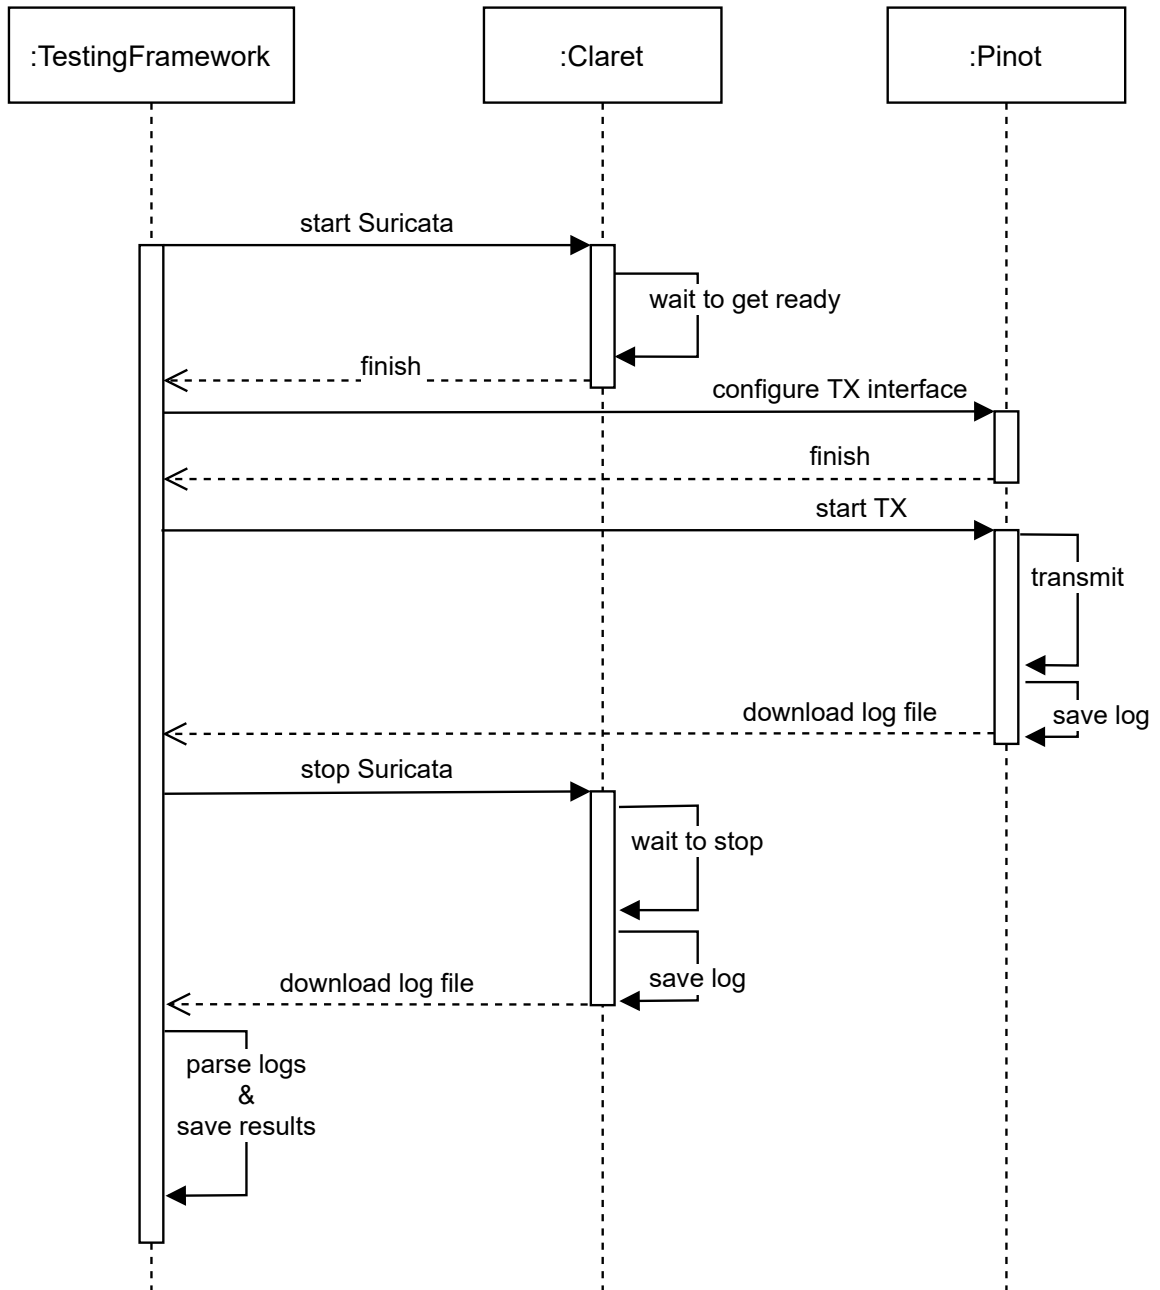 :TestingFramework
:Claret
:Pinot
start Suricata
wait to get ready
finish
configure TX interface
finish
start TX
transmit
download log file
save log
stop Suricata
wait to stop
save log
download log file
parse logs
&
save results